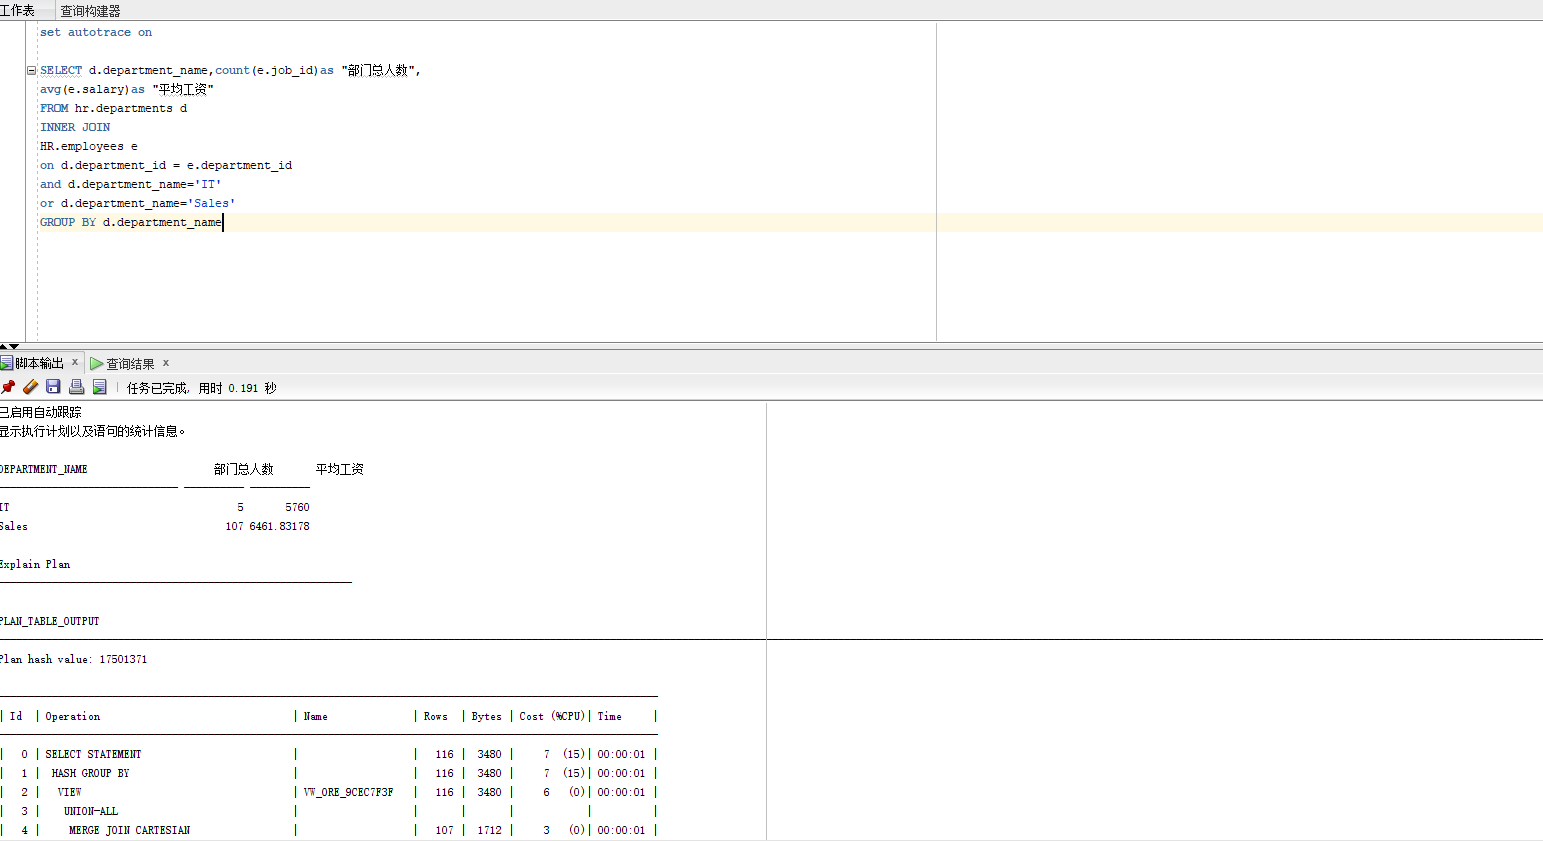 工作表 查询构建器
set autotrace on
SELECT d.department_name,count(e.job_id)as "部门总人数",
avg(e.salary)as "平均工资"
FROM hr.departments d
INNER JOIN
HR.employees e
on d.department_id = e.department_id
and d.department_name='IT'
or d.department_name='Sales'
GROUP BY d.department_name
脚本输出 x 查询结果 x
任务已完成, 用时 0.191 秒
已启用自动跟踪
显示执行计划以及语句的统计信息。
DEPARTMENT_NAME 部门总人数 平均工资
IT 5 5760
Sales 107 6461.83178
Explain Plan
PLAN_TABLE_OUTPUT
Plan hash value: 17501371
| Id | Operation | Name | Rows | Bytes | Cost (%CPU)| Time |
| 0 | SELECT STATEMENT | | 116 | 3480 | 7 (15)| 00:00:01 |
| 1 | HASH GROUP BY | | 116 | 3480 | 7 (15)| 00:00:01 |
| 2 | VIEW | VW_ORE_9CEC7F3F | 116 | 3480 | 6 (0)| 00:00:01 |
| 3 | UNION-ALL | | | | | |
| 4 | MERGE JOIN CARTESIAN | | 107 | 1712 | 3 (0)| 00:00:01 |